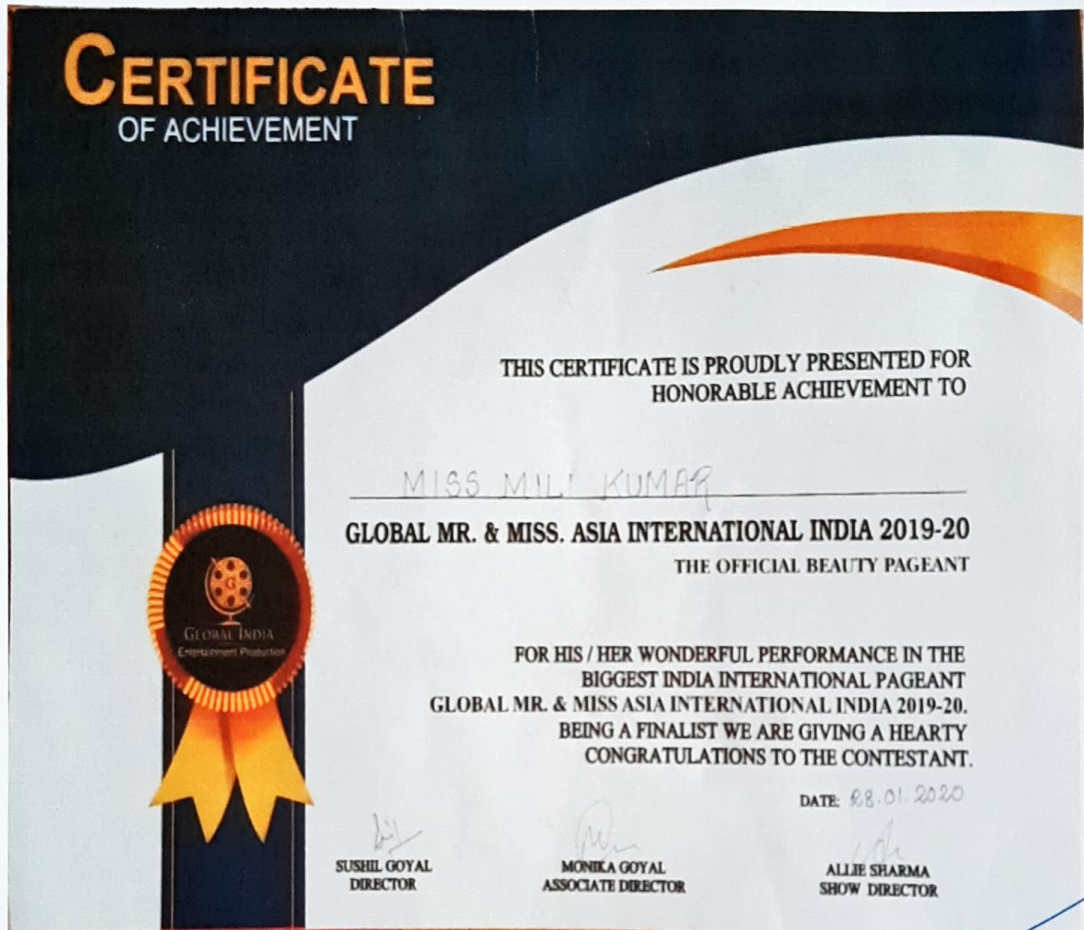 CERTIFICATE
OF ACHIEVEMENT
THIS CERTIFICATE IS PROUDLY PRESENTED FOR
HONORABLE ACHIEVEMENT TO
MISS MILI KUMAR
GLOBAL MR. & MISS. ASIA INTERNATIONAL INDIA 2019-20
THE OFFICIAL BEAUTY PAGEANT
G
GLOBAL INDIA
Entertainment Production
FOR HIS / HER WONDERFUL PERFORMANCE IN THE
BIGGEST INDIA INTERNATIONAL PAGEANT
GLOBAL MR. & MISS ASIA INTERNATIONAL INDIA 2019-20.
BEING A FINALIST WE ARE GIVING A HEARTY
CONGRATULATIONS TO THE CONTESTANT.
DATE: 28.01.2020
SUSHIL GOYAL
DIRECTOR
MONIKA GOYAL
ASSOCIATE DIRECTOR
ALLIE SHARMA
SHOW DIRECTOR